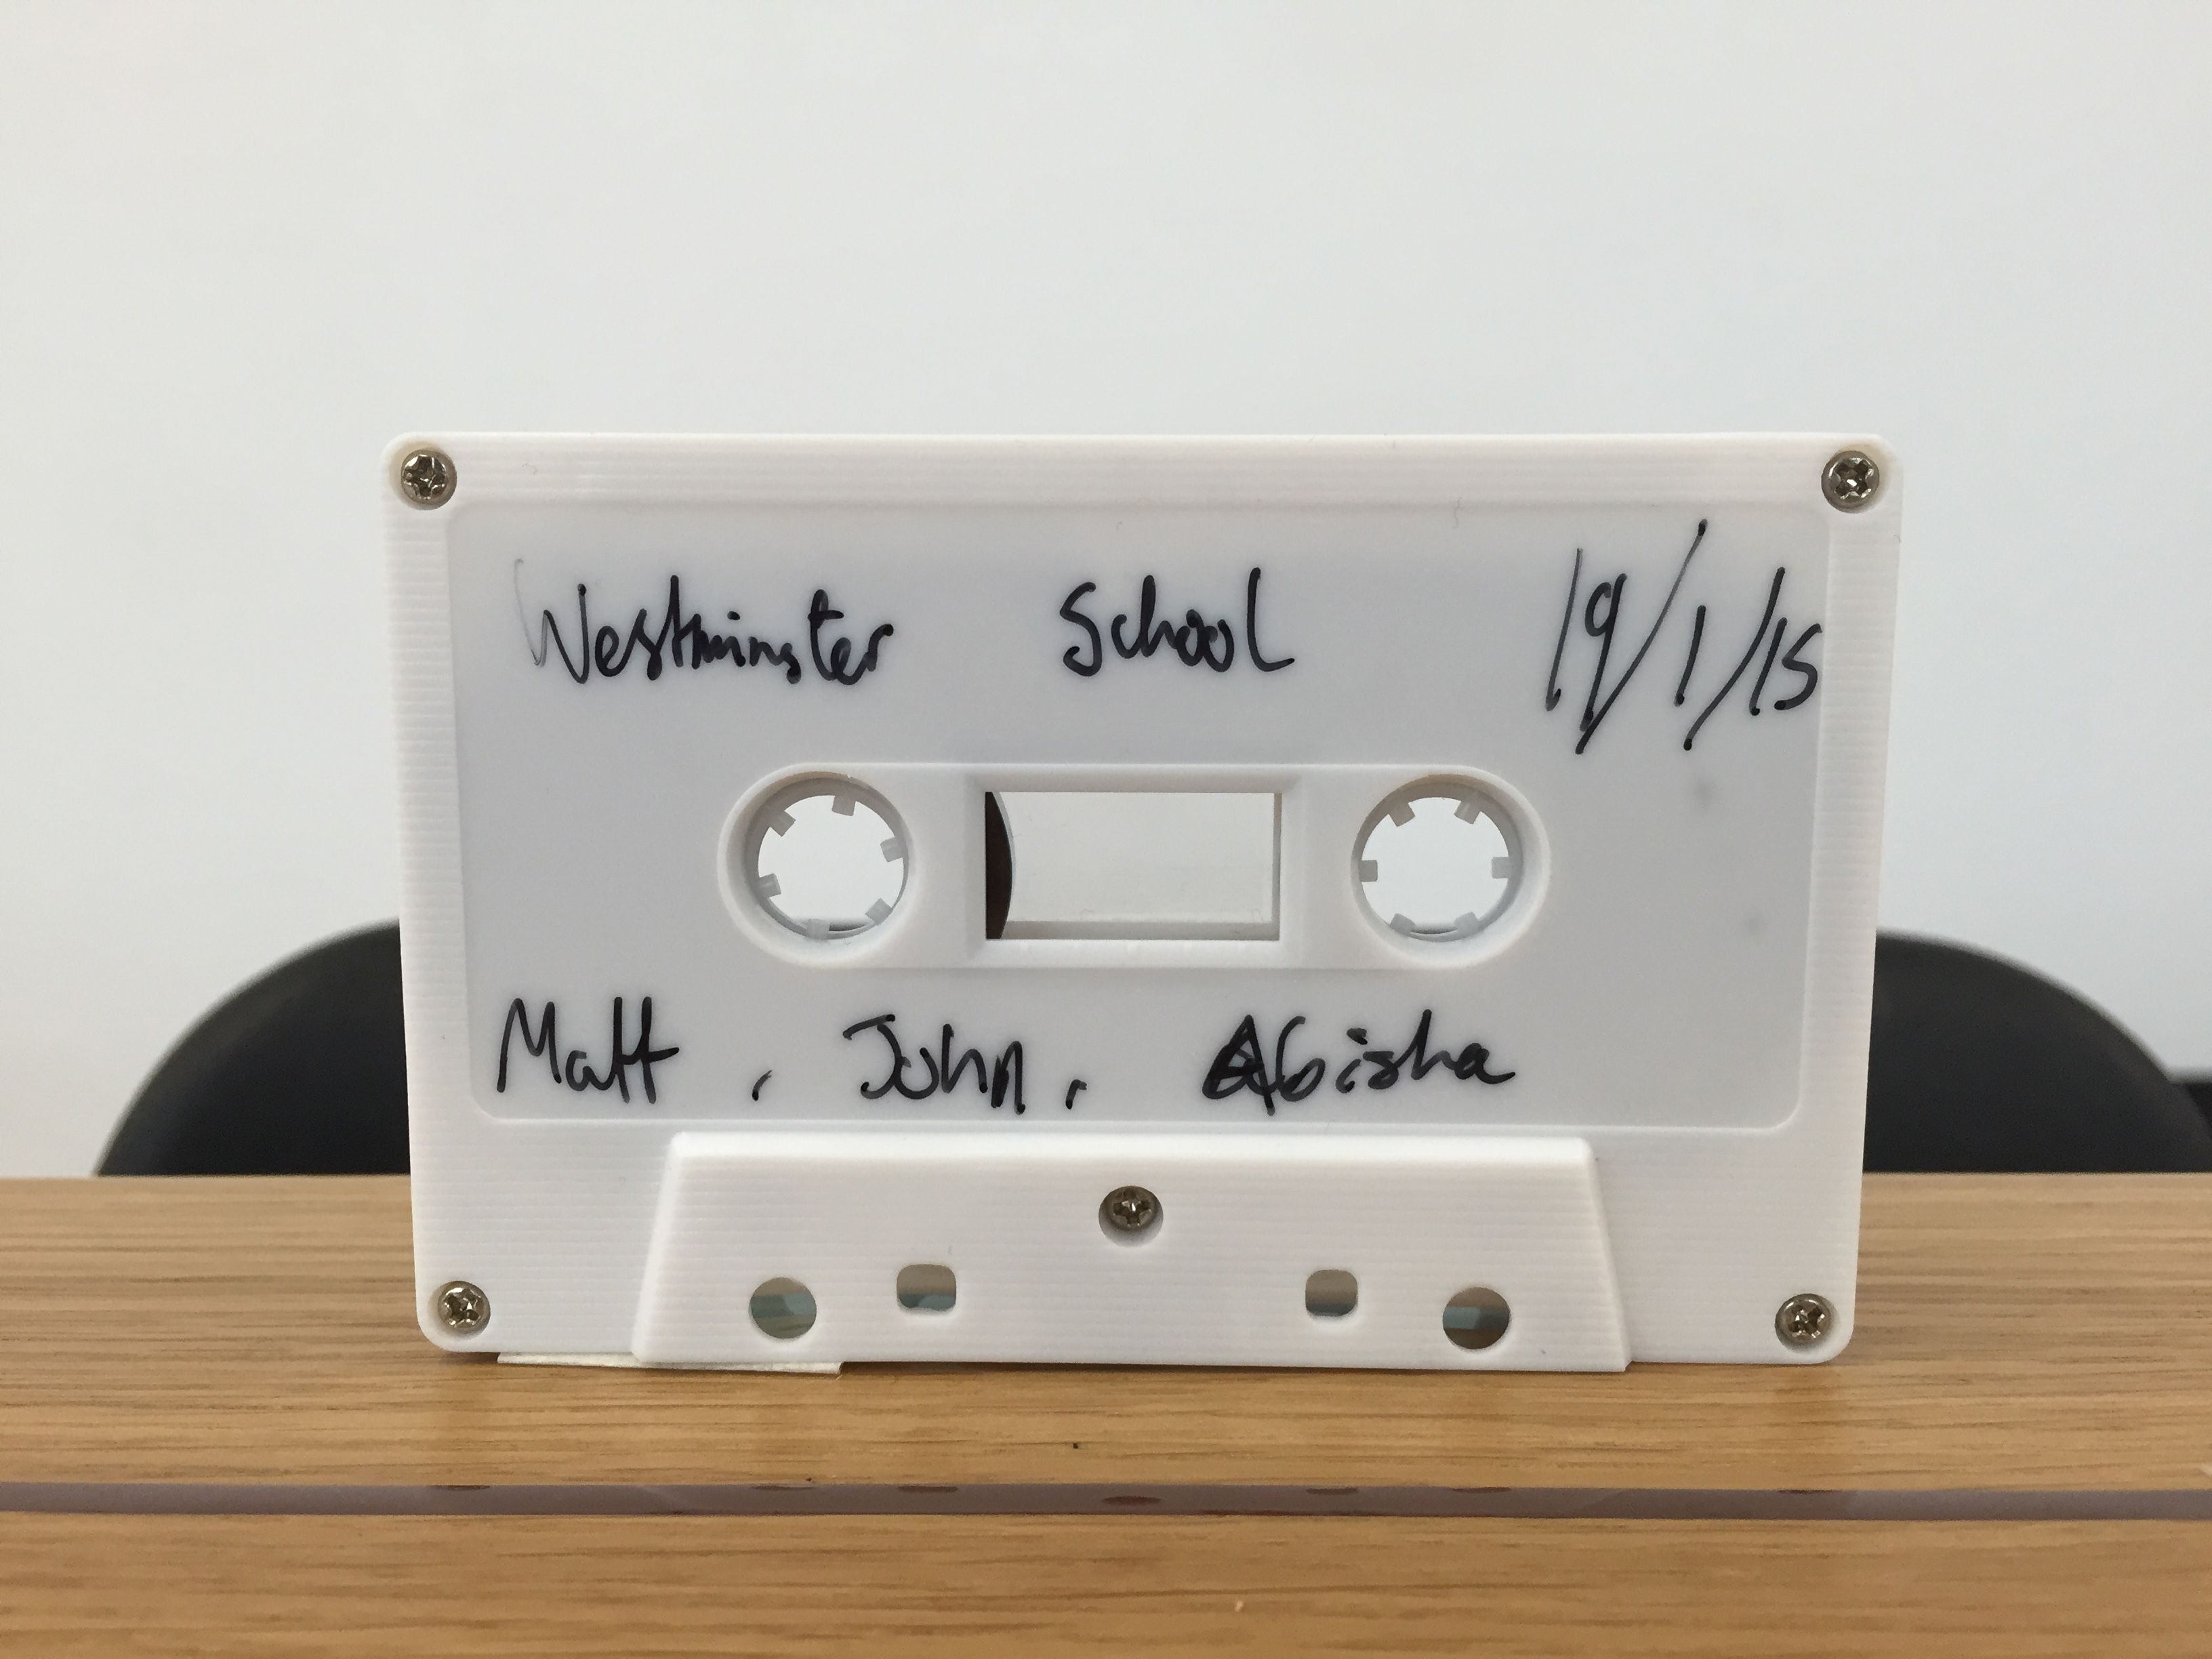 Westminster School 19/1/15
Matt, John, Abisha